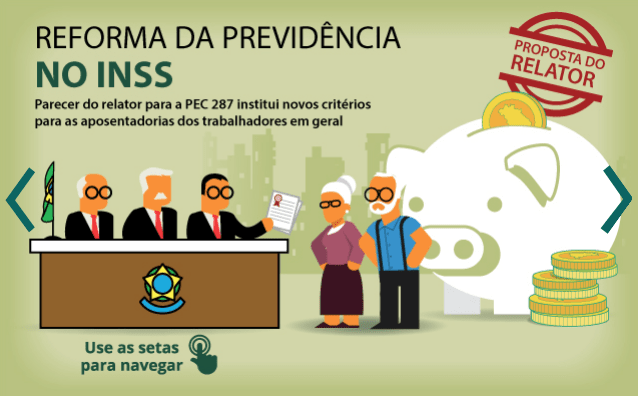 REFORMA DA PREVIDÊNCIA
NO INSS
Parecer do relator para a PEC 287 institui novos critérios
para as aposentadorias dos trabalhadores em geral
PROPOSTA DO
RELATOR
Use as setas
para navegar